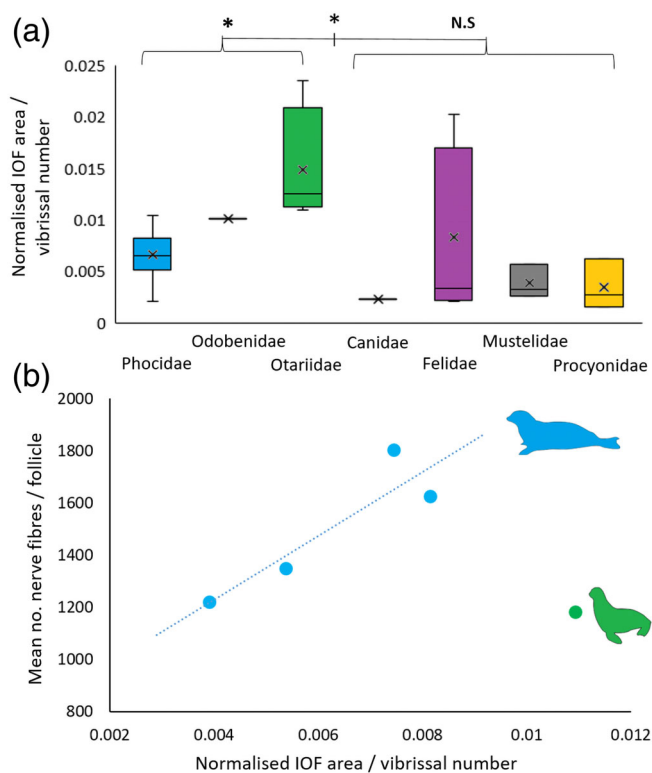 (a)
* * N.S
Normalised IOF area /
vibrissal number
0.025
0.02
0.015
0.01
0.005
0
Phocidae
Odobenidae
Otariidae
Canidae
Felidae
Mustelidae
Procyonidae
(b)
Mean no. nerve fibres / follicle
2000
1800
1600
1400
1200
1000
800
0.002 0.004 0.006 0.008 0.01 0.012
Normalised IOF area / vibrissal number